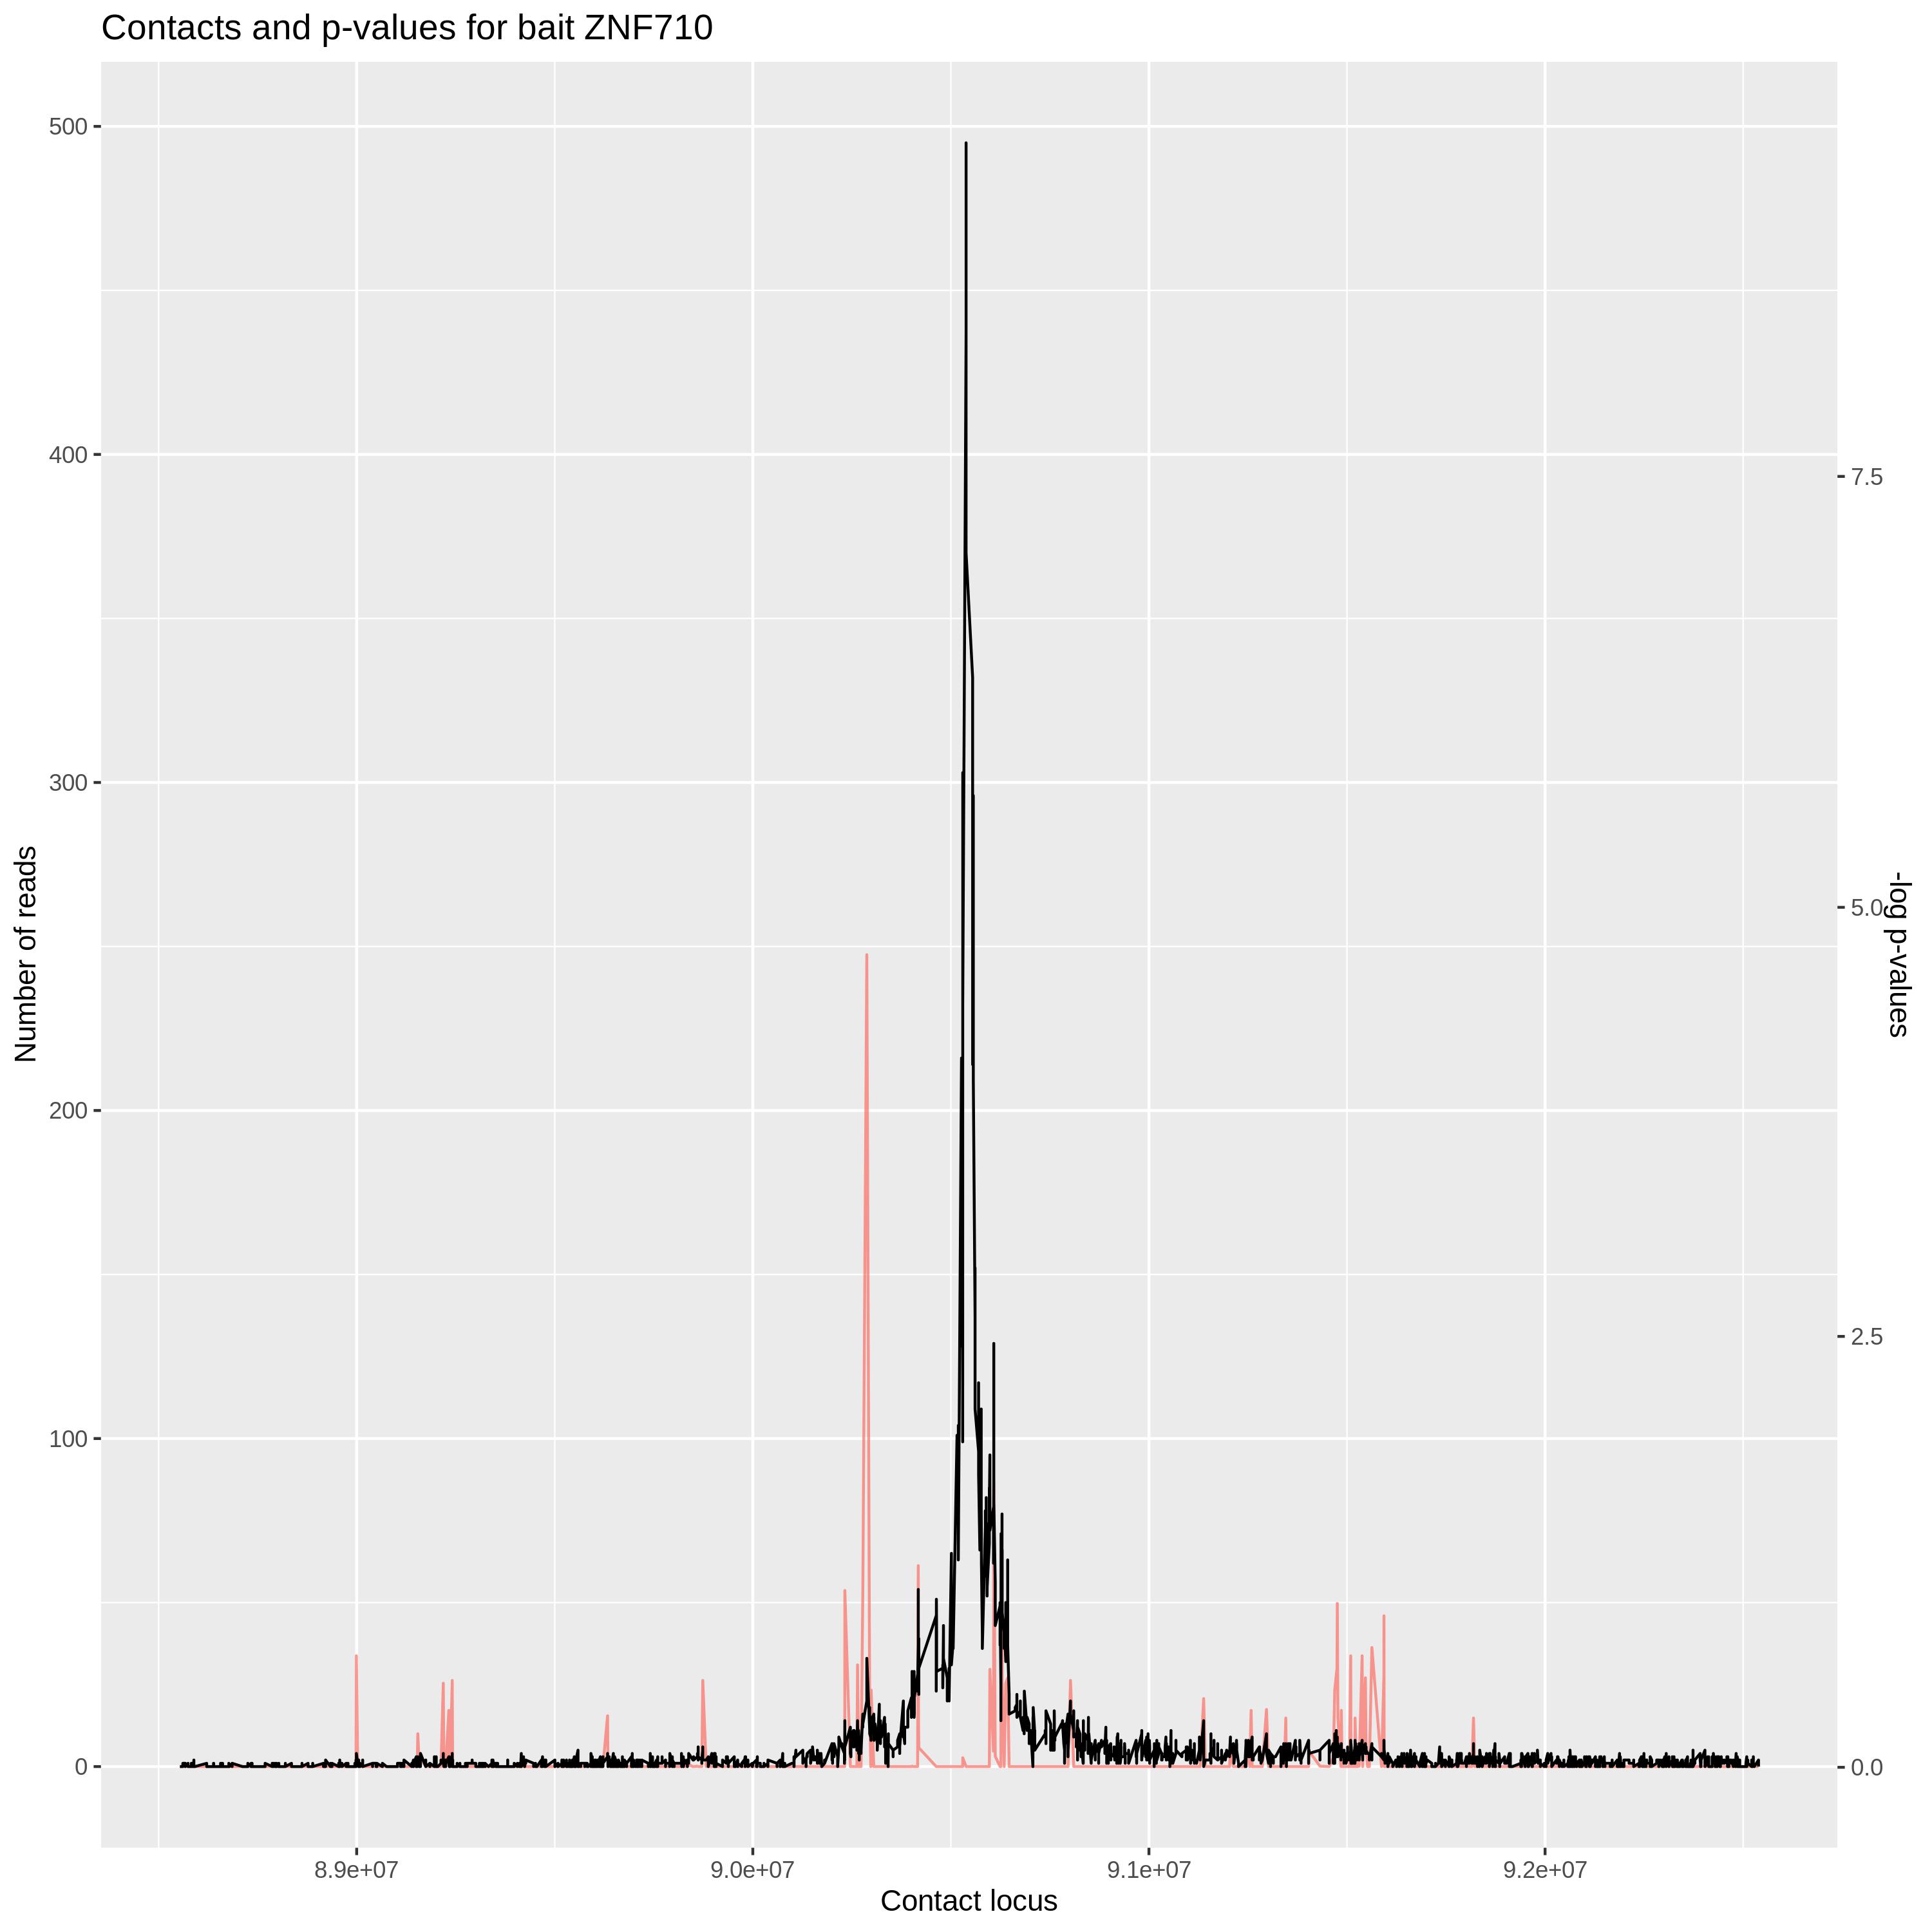 Contacts and p-values for bait ZNF710
500
400
300
200
100
0
Number of reads
7.5
5.0
2.5
0.0
-log p-values
8.9e+07 9.0e+07 9.1e+07 9.2e+07
Contact locus